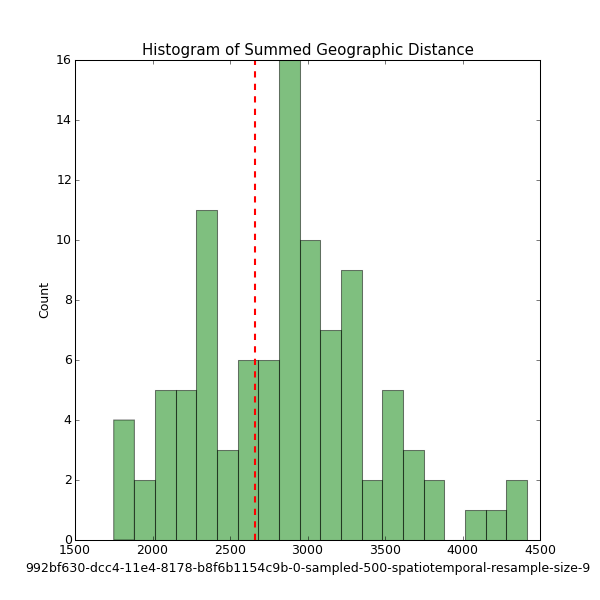 Histogram of Summed Geographic Distance
16
14
12
10
8
6
4
2
0
Count
1500 2000 2500 3000 3500 4000 4500
992bf630-dcc4-11e4-8178-b8f6b1154c9b-0-sampled-500-spatiotemporal-resample-size-9